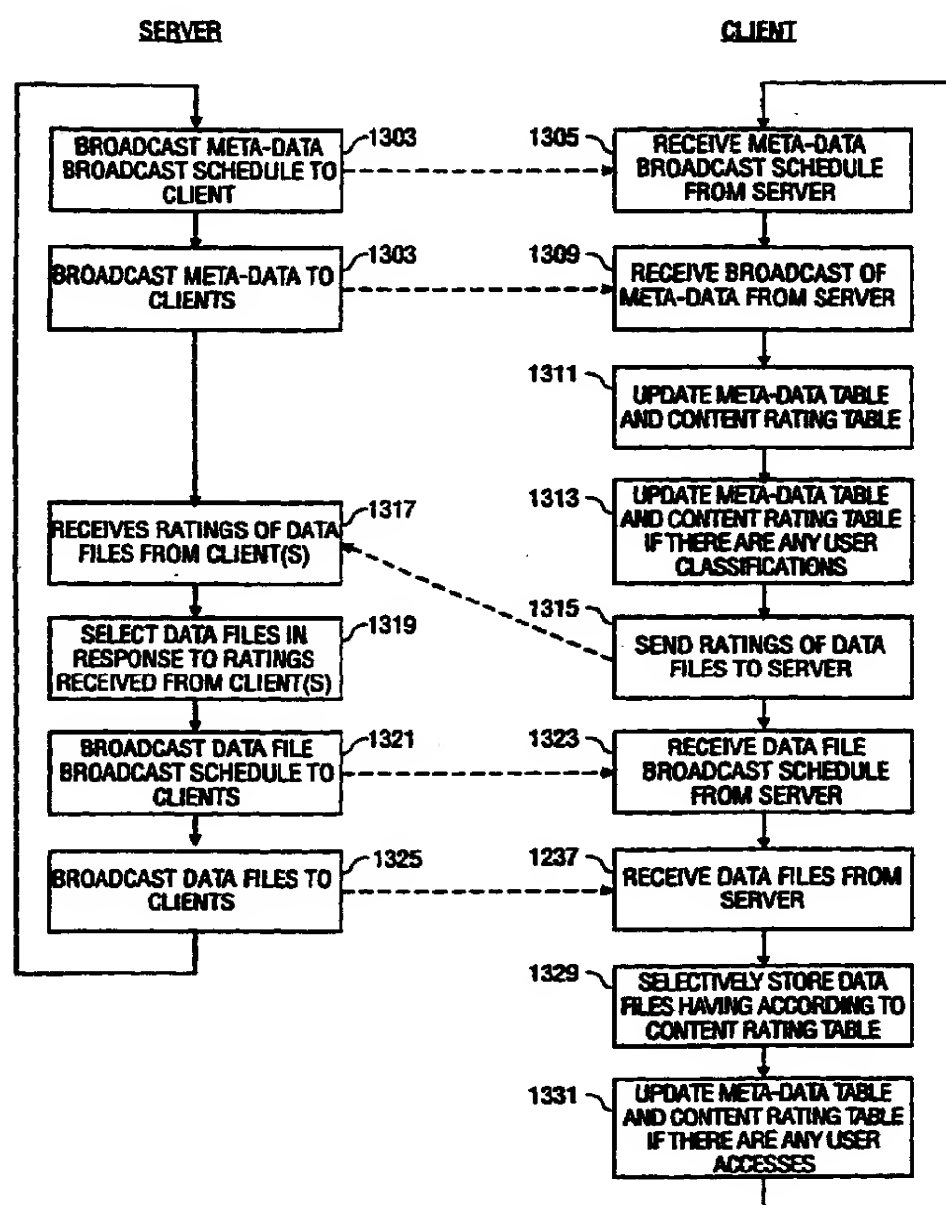 SERVER
BROADCAST META-DATA
BROADCAST SCHEDULE TO
CLIENT
1303
BROADCAST META-DATA TO
CLIENTS
1303
RECEIVES RATINGS OF DATA
FILES FROM CLIENT(S)
1317
SELECT DATA FILES IN
RESPONSE TO RATINGS
RECEIVED FROM CLIENT(S)
1319
BROADCAST DATA FILE
BROADCAST SCHEDULE TO
CLIENTS
1321
BROADCAST DATA FILES TO
CLIENTS
1325
CLIENT
1305
RECEIVE META-DATA
BROADCAST SCHEDULE
FROM SERVER
1309
RECEIVE BROADCAST OF
META-DATA FROM SERVER
1311
UPDATE META-DATA TABLE
AND CONTENT RATING TABLE
1313
UPDATE META-DATA TABLE
AND CONTENT RATING TABLE
IF THERE ARE ANY USER
CLASSIFICATIONS
1315
SEND RATINGS OF DATA
FILES TO SERVER
1323
RECEIVE DATA FILE
BROADCAST SCHEDULE
FROM SERVER
1237
RECEIVE DATA FILES FROM
SERVER
1329
SELECTIVELY STORE DATA
FILES HAVING ACCORDING TO
CONTENT RATING TABLE
1331
UPDATE META-DATA TABLE
AND CONTENT RATING TABLE
IF THERE ARE ANY USER
ACCESSES